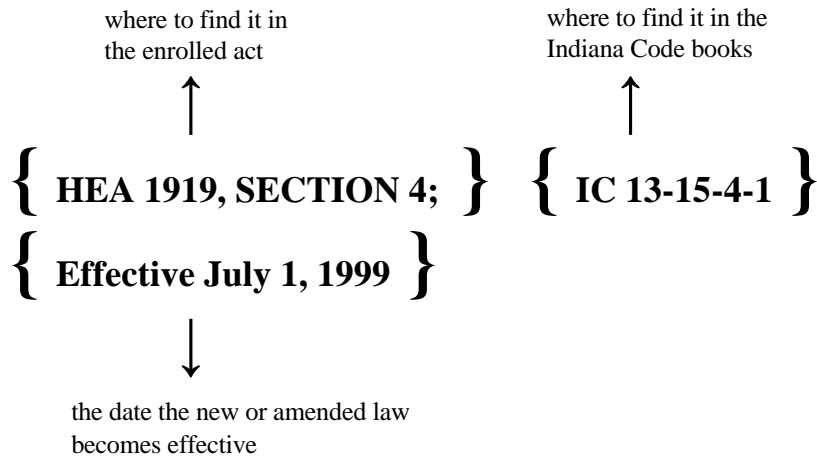 where to find it in
the enrolled act
where to find it in the
Indiana Code books
{ HEA 1919, SECTION 4; } { IC 13-15-4-1 }
{ Effective July 1, 1999 }
the date the new or amended law
becomes effective